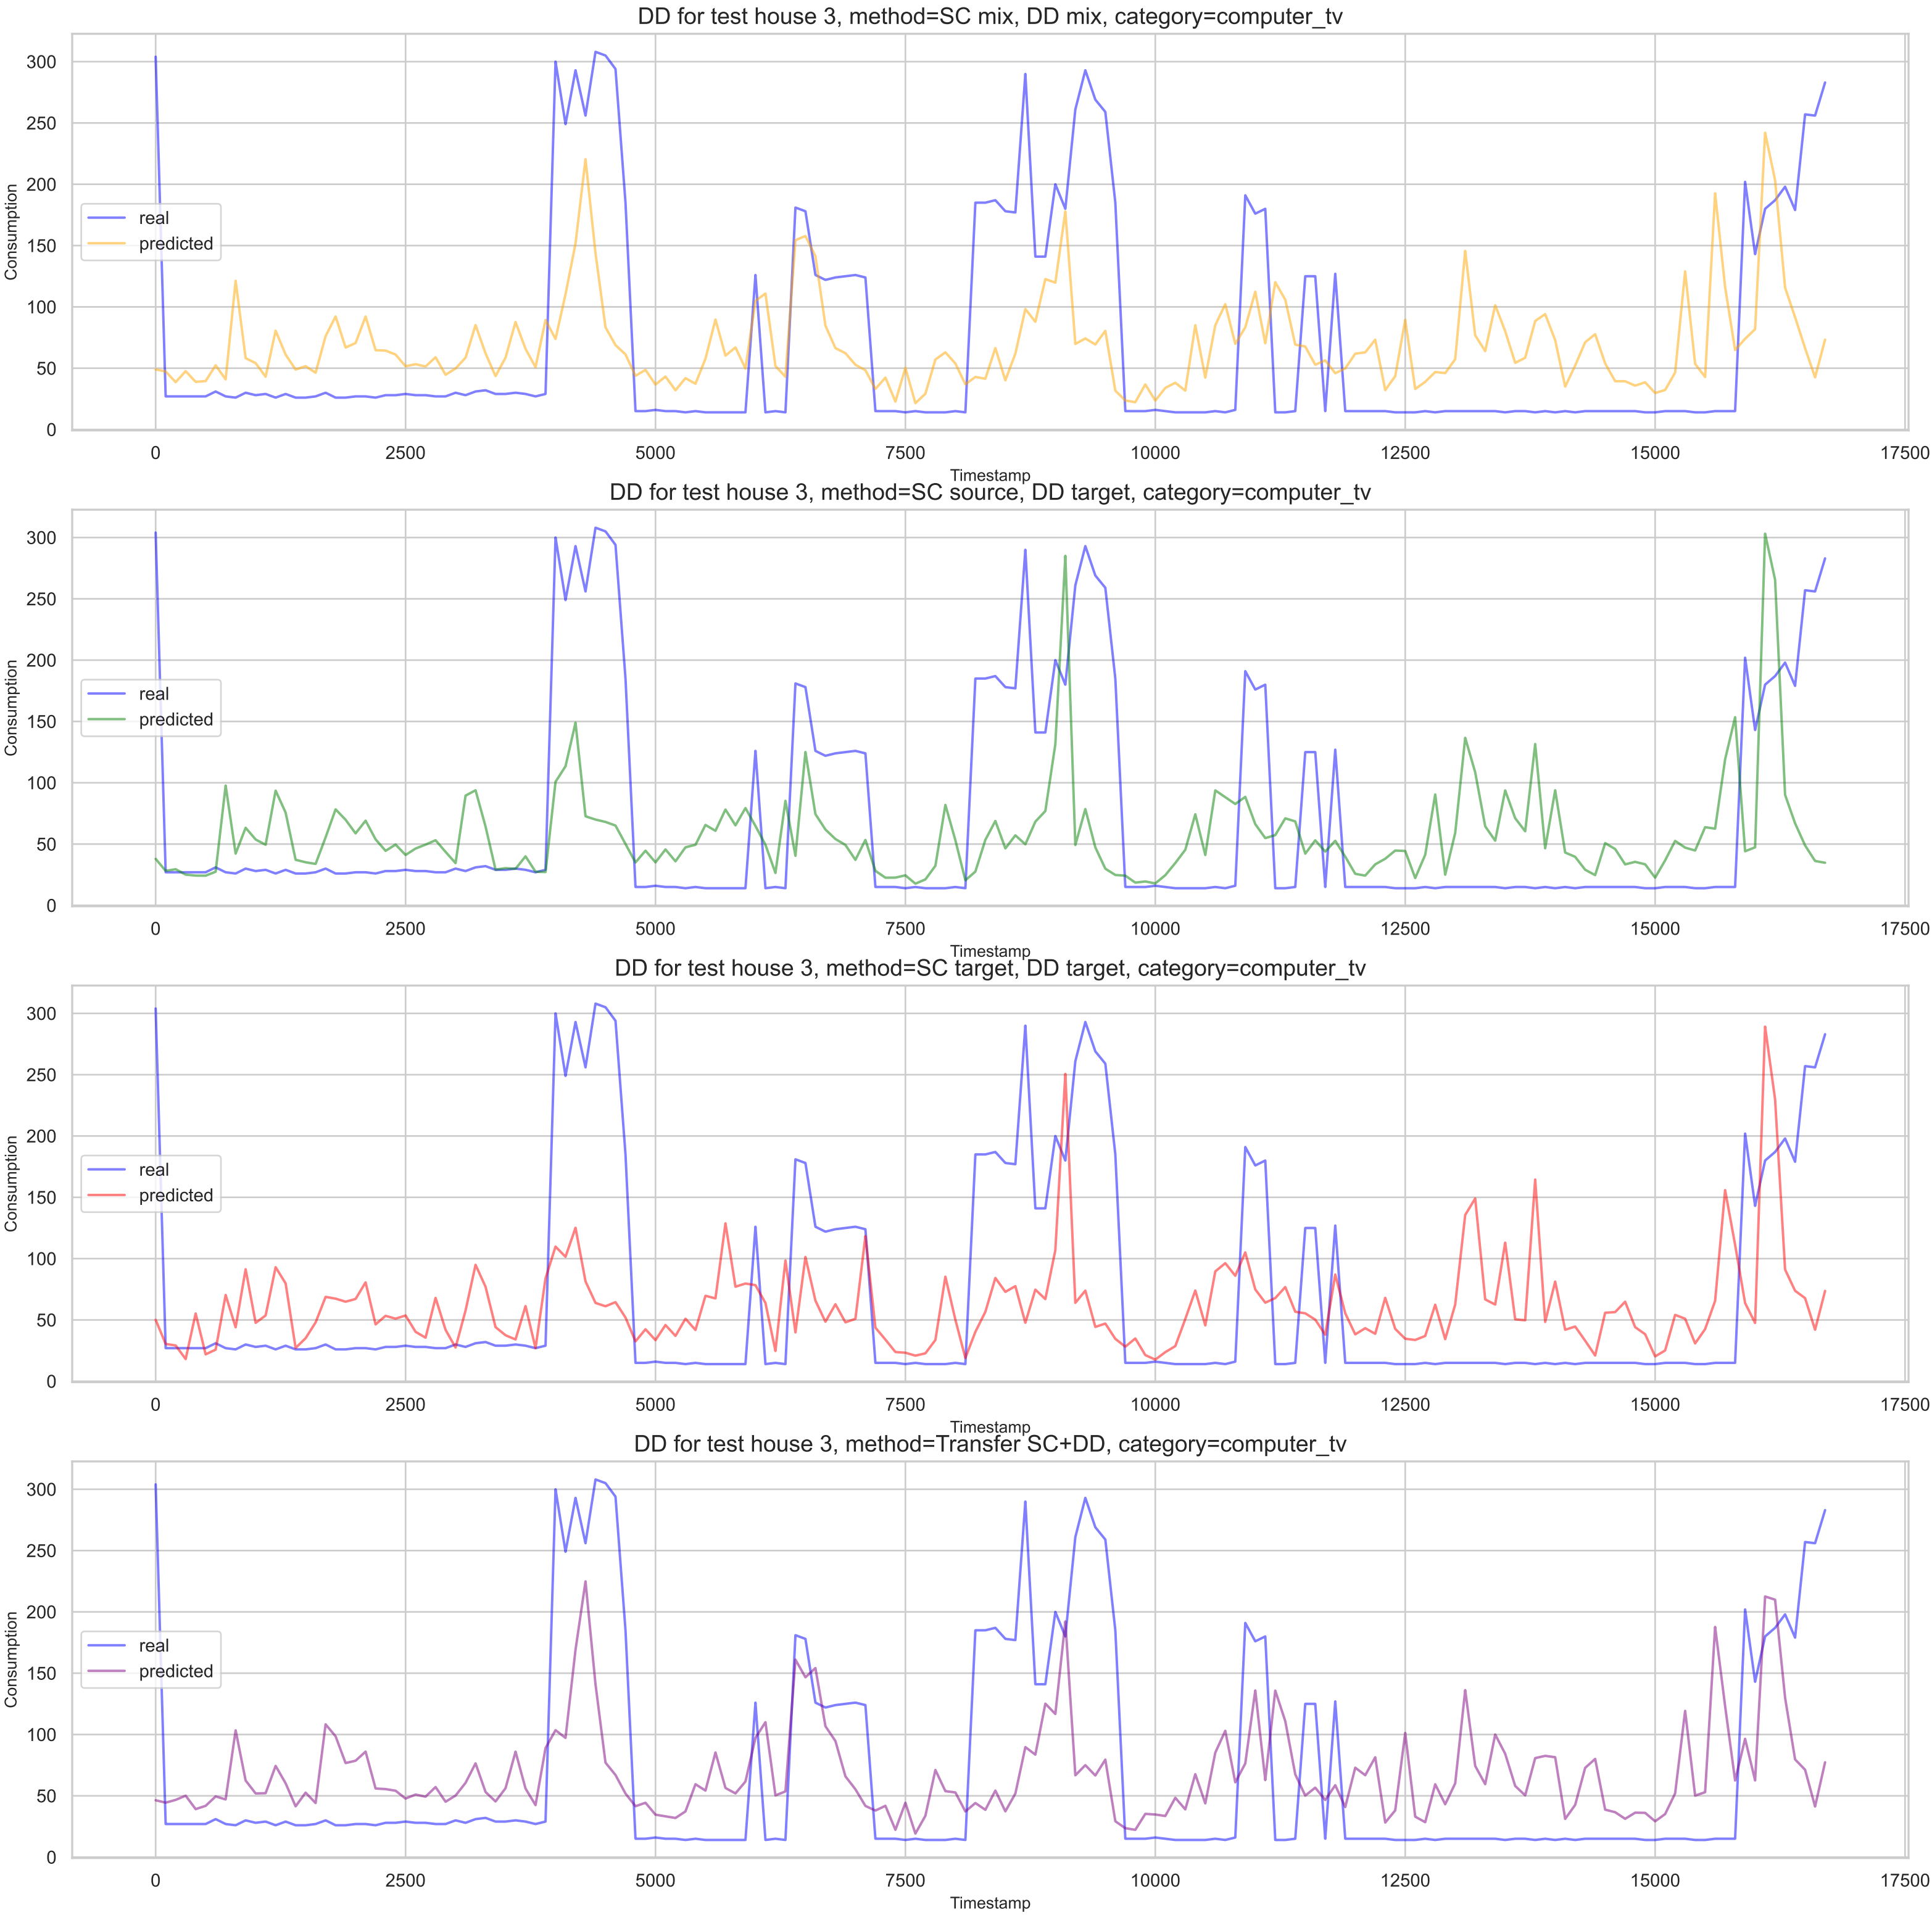 DD for test house 3, method=SC mix, DD mix, category=computer_tv
300
250
200
150
100
50
0
Consumption
real
predicted
0 2500 5000 7500 10000 12500 15000 17500
Timestamp
DD for test house 3, method=SC source, DD target, category=computer_tv
300
250
200
150
100
50
0
Consumption
real
predicted
0 2500 5000 7500 10000 12500 15000 17500
Timestamp
DD for test house 3, method=SC target, DD target, category=computer_tv
300
250
200
150
100
50
0
Consumption
real
predicted
0 2500 5000 7500 10000 12500 15000 17500
Timestamp
DD for test house 3, method=Transfer SC+DD, category=computer_tv
300
250
200
150
100
50
0
Consumption
real
predicted
0 2500 5000 7500 10000 12500 15000 17500
Timestamp